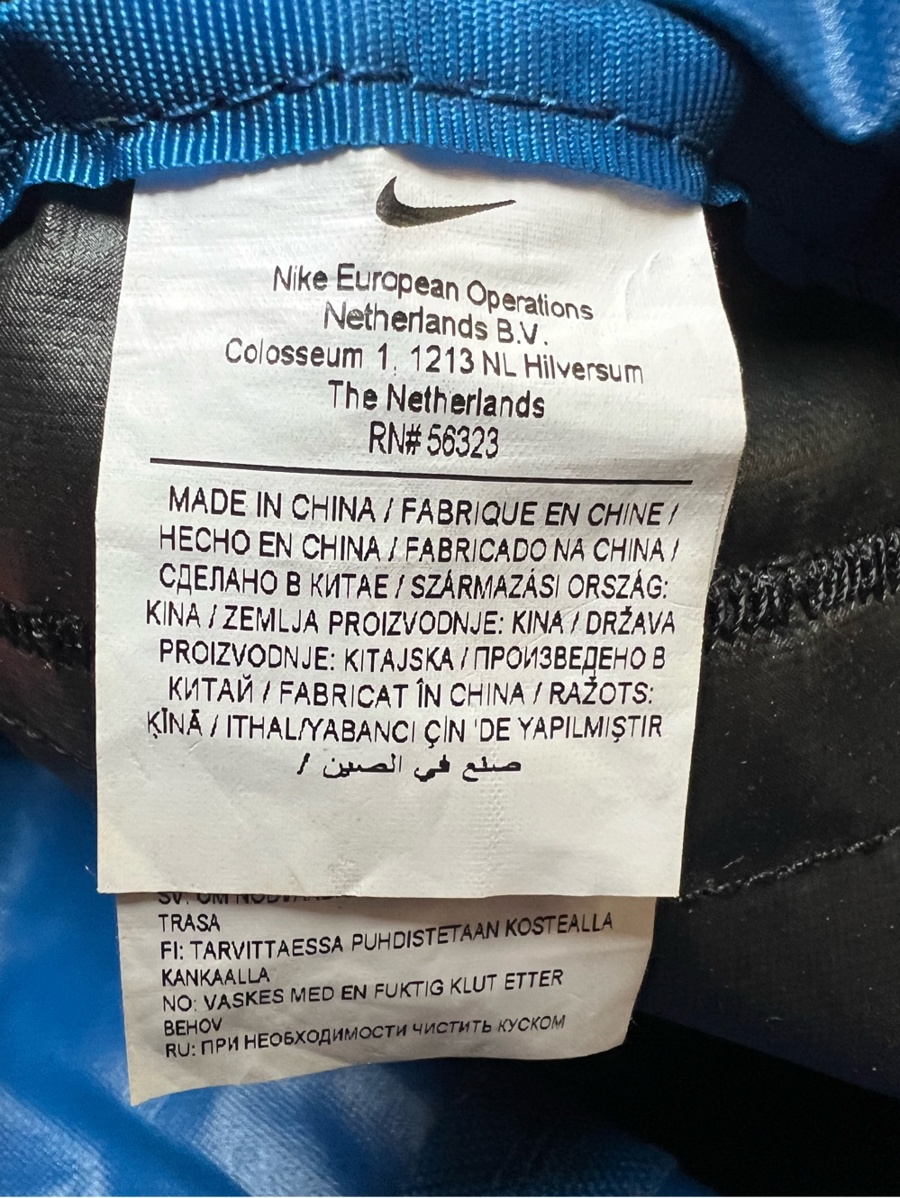 Nike European Operations
Netherlands B.V.
Colosseum 1, 1213 NL Hilversum
The Netherlands
RN# 56323
MADE IN CHINA / FABRIQUE EN CHINE /
HECHO EN CHINA / FABRICADO NA CHINA /
СДЕЛАНО В КИТАЕ / SZÁRMAZÁSI ORSZÁG:
KINA / ZEMLJA PROIZVODNJE: KINA / DRŽAVA
PROIZVODNJE: KITAJSKA / ПРОИЗВЕДЕНО В
КИТАЙ / FABRICAT ÎN CHINA / RAŽOTS:
ĶĪNĀ / ITHAL/YABANCI ÇIN 'DE YAPILMIŞTIR
/ صنع في الصين
SV: OM
TRASA
FI: TARVITTAESSA PUHDISTETAAN KOSTEALLA
KANKAALLA
NO: VASKES MED EN FUKTIG KLUT ETTER
BEHOV
RU: ПРИ НЕОБХОДИМОСТИ ЧИСТИТЬ КУСКОМ